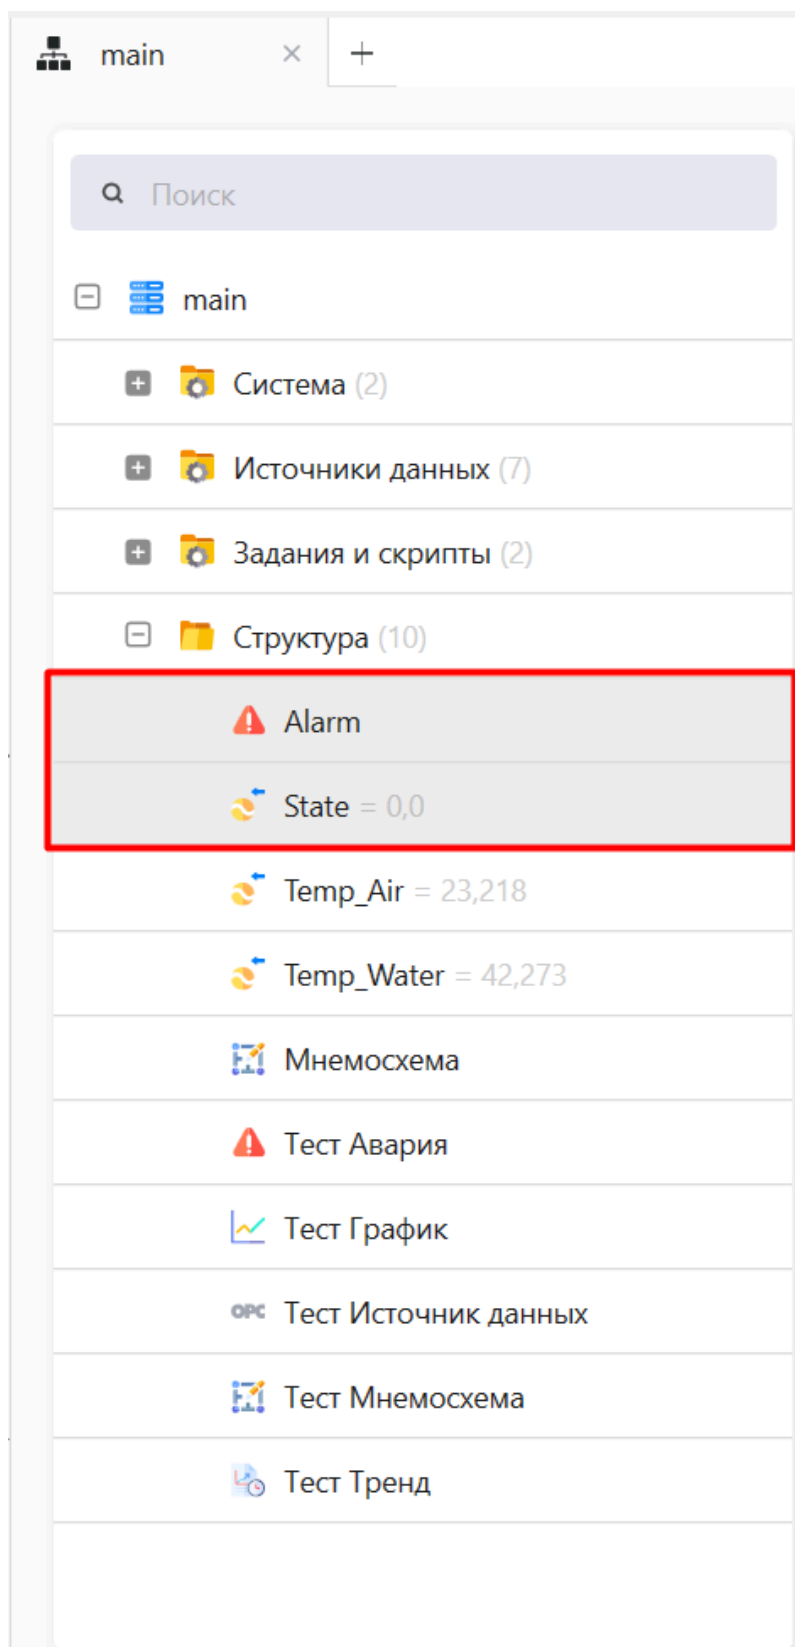 main
Поиск
main
Система (2)
Источники данных (7)
Задания и скрипты (2)
Структура (10)
Alarm
State = 0,0
Temp_Air = 23,218
Temp_Water = 42,273
Мнемосхема
Тест Авария
Тест График
OPC Тест Источник данных
Тест Мнемосхема
Тест Тренд